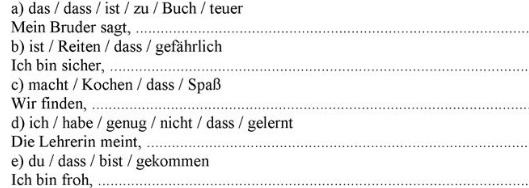 a) das / dass / ist / zu / Buch / teuer
Mein Bruder sagt, ........................................................................
b) ist / Reiten / dass / gefährlich
Ich bin sicher, ........................................................................
c) macht / Kochen / dass / Spaß
Wir finden, ........................................................................
d) ich / habe / genug / nicht / dass / gelernt
Die Lehrerin meint, ........................................................................
e) du / dass / bist / gekommen
Ich bin froh, ........................................................................